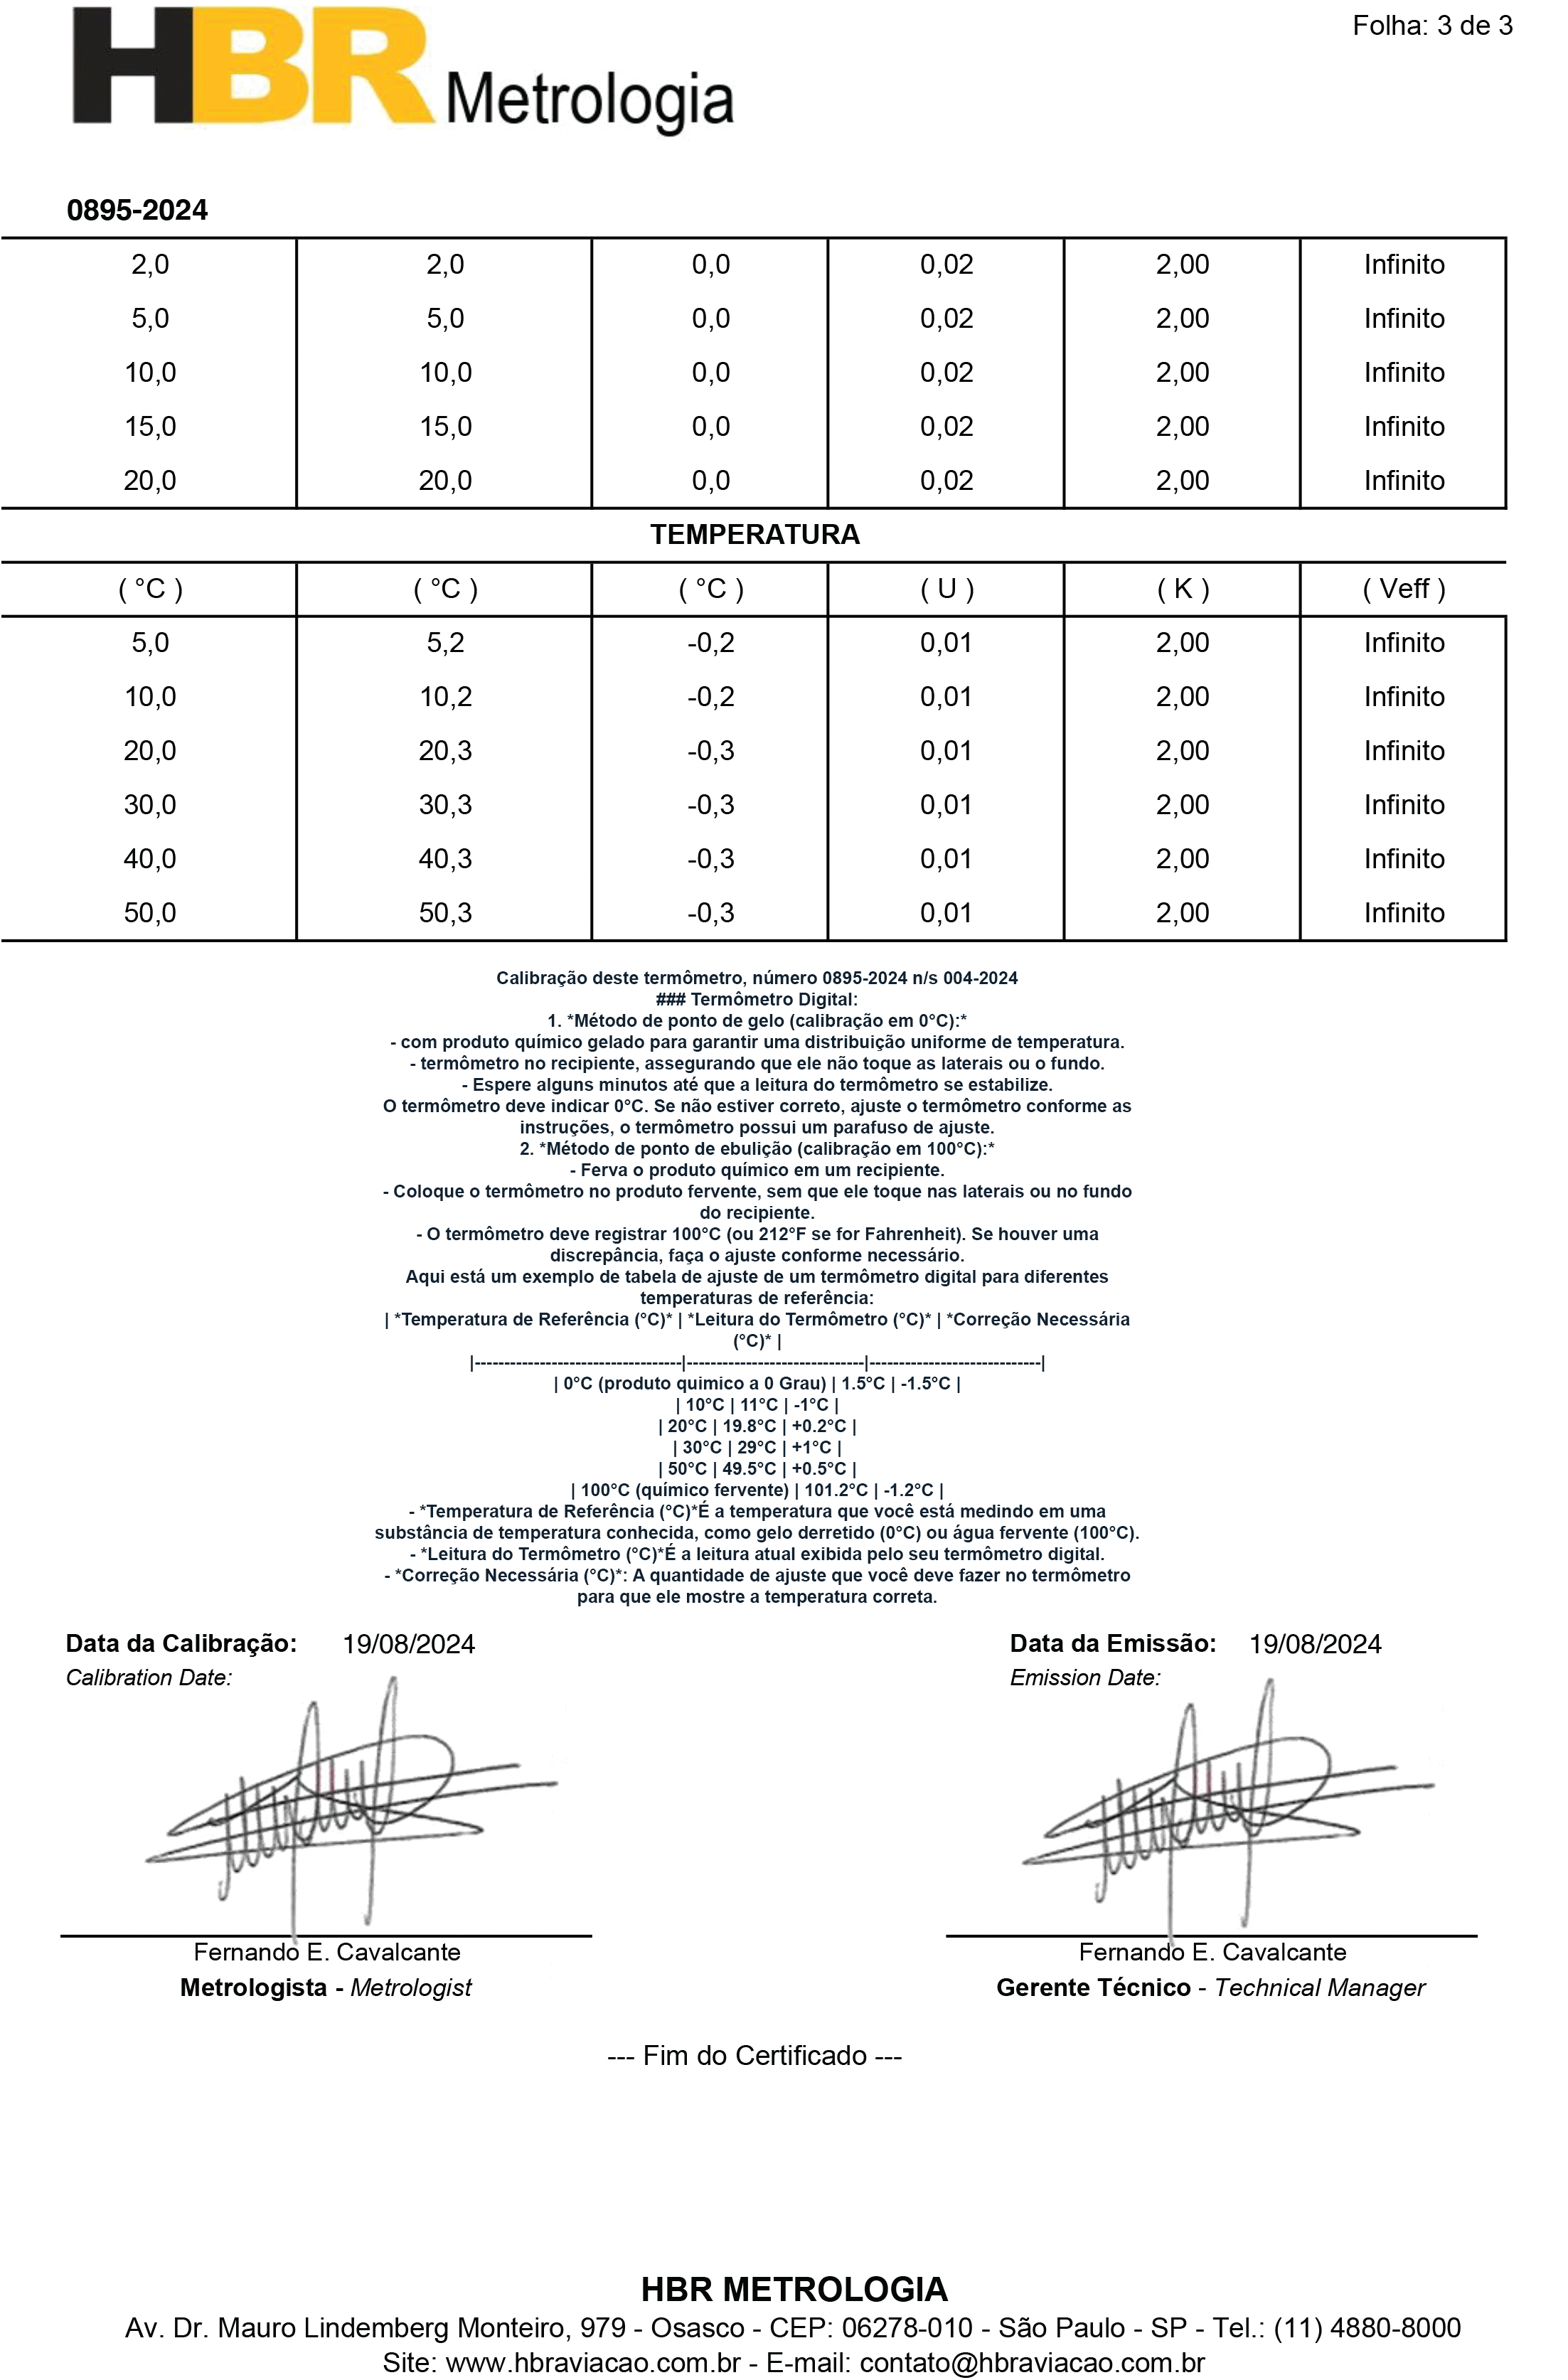 HBR Metrologia
Folha: 3 de 3
0895-2024
2,0 2,0 0,0 0,02 2,00 Infinito
5,0 5,0 0,0 0,02 2,00 Infinito
10,0 10,0 0,0 0,02 2,00 Infinito
15,0 15,0 0,0 0,02 2,00 Infinito
20,0 20,0 0,0 0,02 2,00 Infinito
TEMPERATURA
( °C ) ( °C ) ( °C ) ( U ) ( K ) ( Veff )
5,0 5,2 -0,2 0,01 2,00 Infinito
10,0 10,2 -0,2 0,01 2,00 Infinito
20,0 20,3 -0,3 0,01 2,00 Infinito
30,0 30,3 -0,3 0,01 2,00 Infinito
40,0 40,3 -0,3 0,01 2,00 Infinito
50,0 50,3 -0,3 0,01 2,00 Infinito
Calibração deste termômetro, número 0895-2024 n/s 004-2024
### Termômetro Digital:
1. *Método de ponto de gelo (calibração em 0°C):*
- com produto químico gelado para garantir uma distribuição uniforme de temperatura.
- termômetro no recipiente, assegurando que ele não toque as laterais ou o fundo.
- Espere alguns minutos até que a leitura do termômetro se estabilize.
O termômetro deve indicar 0°C. Se não estiver correto, ajuste o termômetro conforme as
instruções, o termômetro possui um parafuso de ajuste.
2. *Método de ponto de ebulição (calibração em 100°C):*
- Ferva o produto químico em um recipiente.
- Coloque o termômetro no produto fervente, sem que ele toque nas laterais ou no fundo
do recipiente.
- O termômetro deve registrar 100°C (ou 212°F se for Fahrenheit). Se houver uma
discrepância, faça o ajuste conforme necessário.
Aqui está um exemplo de tabela de ajuste de um termômetro digital para diferentes
temperaturas de referência:
| *Temperatura de Referência (°C)* | *Leitura do Termômetro (°C)* | *Correção Necessária
(°C)* |
|-----------------------------------|------------------------------|-----------------------------|
| 0°C (produto quimico a 0 Grau) | 1.5°C | -1.5°C |
| 10°C | 11°C | -1°C |
| 20°C | 19.8°C | +0.2°C |
| 30°C | 29°C | +1°C |
| 50°C | 49.5°C | +0.5°C |
| 100°C (químico fervente) | 101.2°C | -1.2°C |
- *Temperatura de Referência (°C)*É a temperatura que você está medindo em uma
substância de temperatura conhecida, como gelo derretido (0°C) ou água fervente (100°C).
- *Leitura do Termômetro (°C)*É a leitura atual exibida pelo seu termômetro digital.
- *Correção Necessária (°C)*: A quantidade de ajuste que você deve fazer no termômetro
para que ele mostre a temperatura correta.
Data da Calibração: 19/08/2024 Data da Emissão: 19/08/2024
Calibration Date: Emission Date:
Fernando E. Cavalcante Fernando E. Cavalcante
Metrologista - Metrologist Gerente Técnico - Technical Manager
--- Fim do Certificado ---
HBR METROLOGIA
Av. Dr. Mauro Lindemberg Monteiro, 979 - Osasco - CEP: 06278-010 - São Paulo - SP - Tel.: (11) 4880-8000
Site: www.hbraviacao.com.br - E-mail: contato@hbraviacao.com.br